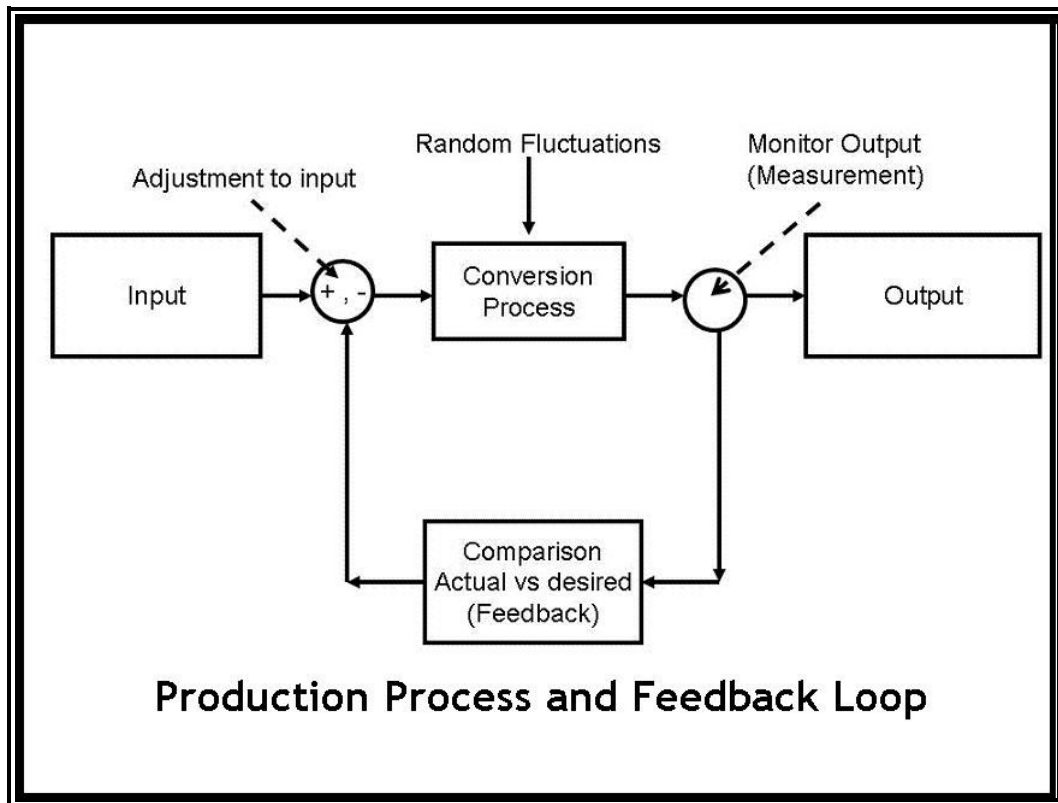 Random Fluctuations
Monitor Output
(Measurement)
Adjustment to input
Input
+ , -
Conversion
Process
Output
Comparison
Actual vs desired
(Feedback)
Production Process and Feedback Loop